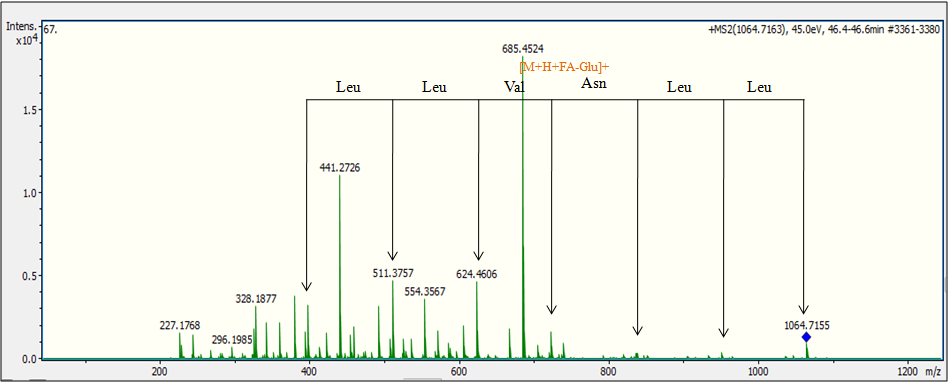 Intens.
x10⁴
67.
+MS2(1064.7163), 45.0eV, 46.4-46.6min #3361-3380
685.4524
[M+H+FA-Glu]+
Leu Leu Val Asn Leu Leu
1.5
441.2726
1.0
511.3757
624.4606
0.5
328.1877
554.3567
227.1768
1064.7155
296.1985
0.0
200 400 600 800 1000 1200 m/z